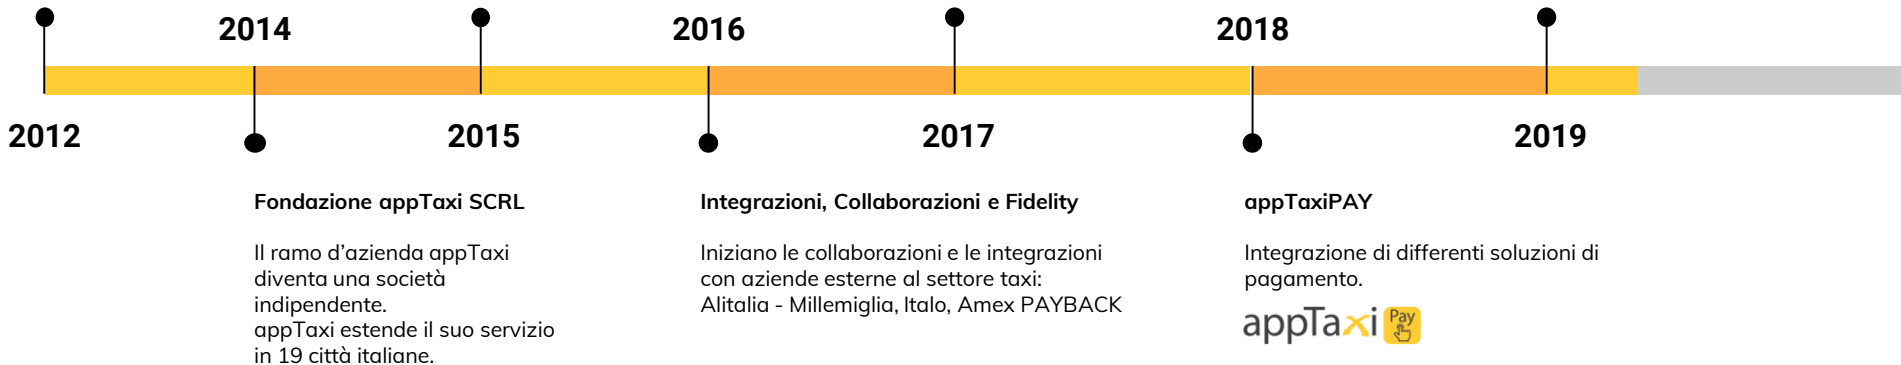 2014
2016
2018
2012
2015
2017
2019
Fondazione appTaxi SCRL
Il ramo d'azienda appTaxi
diventa una società
indipendente.
appTaxi estende il suo servizio
in 19 città italiane.
Integrazioni, Collaborazioni e Fidelity
Iniziano le collaborazioni e le integrazioni
con aziende esterne al settore taxi:
Alitalia - Millemiglia, Italo, Amex PAYBACK
appTaxiPAY
Integrazione di differenti soluzioni di
pagamento.
appTaxi Pay